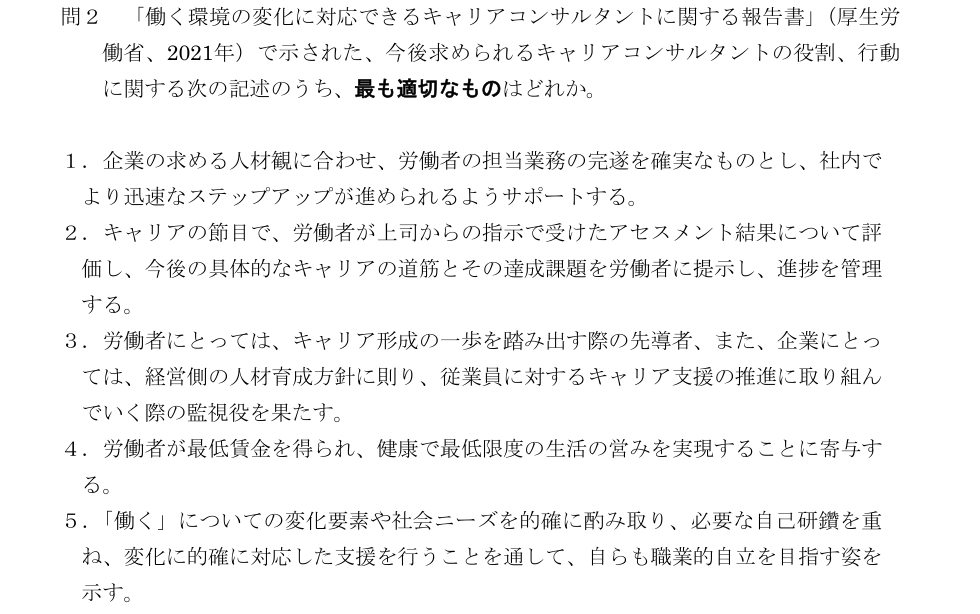 問２　「働く環境の変化に対応できるキャリアコンサルタントに関する報告書」（厚生労
働省、2021年）で示された、今後求められるキャリアコンサルタントの役割、行動
に関する次の記述のうち、最も適切なものはどれか。
１．企業の求める人材観に合わせ、労働者の担当業務の完遂を確実なものとし、社内で
より迅速なステップアップが進められるようサポートする。
２．キャリアの節目で、労働者が上司からの指示で受けたアセスメント結果について評
価し、今後の具体的なキャリアの道筋とその達成課題を労働者に提示し、進捗を管理
する。
３．労働者にとっては、キャリア形成の一歩を踏み出す際の先導者、また、企業にとっ
ては、経営側の人材育成方針に則り、従業員に対するキャリア支援の推進に取り組ん
でいく際の監視役を果たす。
４．労働者が最低賃金を得られ、健康で最低限度の生活の営みを実現することに寄与す
る。
５．「働く」についての変化要素や社会ニーズを的確に酌み取り、必要な自己研鑽を重
ね、変化に的確に対応した支援を行うことを通して、自らも職業的自立を目指す姿を
示す。